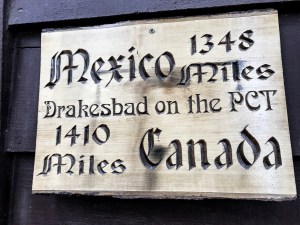 Mexico 1348 Miles
Drakesbad on the PCT
1410 Miles Canada